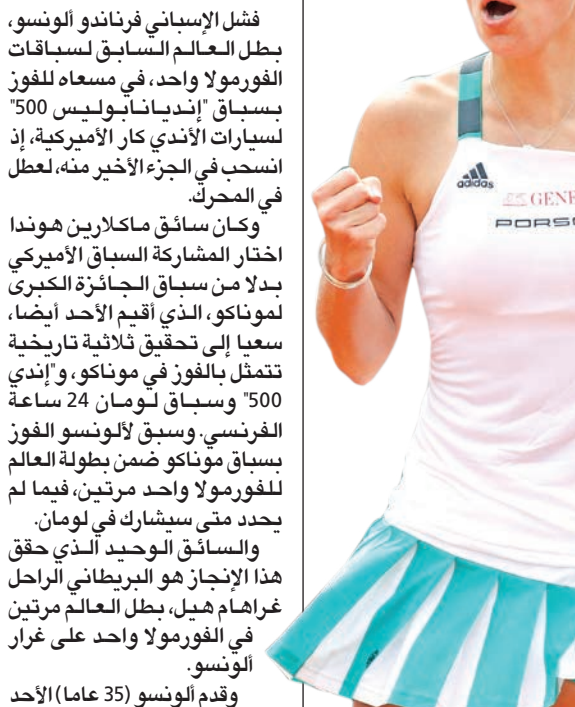 فشل الإسباني فرناندو ألونسو،
بطل العالم السابق لسباقات
الفورمولا واحد، في مسعاه للفوز
بسباق "إنديانابوليس 500"
لسيارات الأندي كار الأميركية، إذ
انسحب في الجزء الأخير منه، لعطل
في المحرك.
وكان سائق ماكلارين هوندا
اختار المشاركة السباق الأميركي
بدلا من سباق الجائزة الكبرى
لموناكو، الذي أقيم الأحد أيضا،
سعيا إلى تحقيق ثلاثية تاريخية
تتمثل بالفوز في موناكو، و"إندي
500" وسباق لومان 24 ساعة
الفرنسي. وسبق لألونسو الفوز
بسباق موناكو ضمن بطولة العالم
للفورمولا واحد مرتين، فيما لم
يحدد متى سيشارك في لومان.
والسائق الوحيد الذي حقق
هذا الإنجاز هو البريطاني الراحل
غراهام هيل، بطل العالم مرتين
في الفورمولا واحد على غرار
ألونسو.
وقدم ألونسو (35 عاما) الأحد
adidas
GENE
PORSC